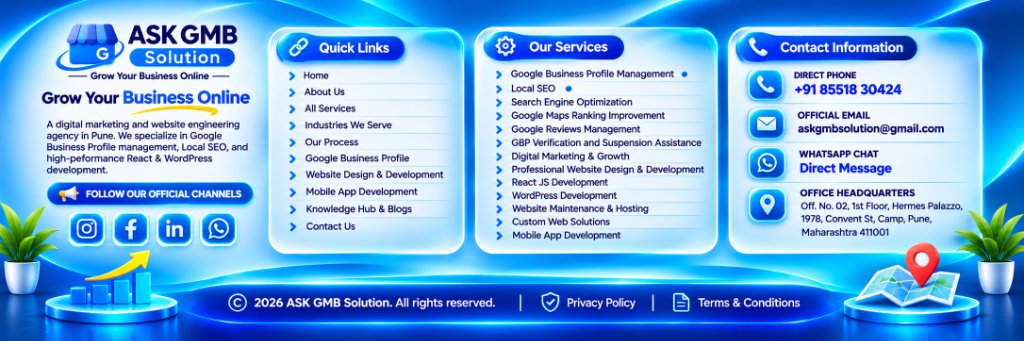 ASK GMB
Solution
Grow Your Business Online
Grow Your Business Online
A digital marketing and website engineering
agency in Pune. We specialize in Google
Business Profile management, Local SEO, and
high-peformance React & WordPress
development.
FOLLOW OUR OFFICIAL CHANNELS
Quick Links
Home
About Us
All Services
Industries We Serve
Our Process
Google Business Profile
Website Design & Development
Mobile App Development
Knowledge Hub & Blogs
Contact Us
Our Services
Google Business Profile Management
Local SEO
Search Engine Optimization
Google Maps Ranking Improvement
Google Reviews Management
GBP Verification and Suspension Assistance
Digital Marketing & Growth
Professional Website Design & Development
React JS Development
WordPress Development
Website Maintenance & Hosting
Custom Web Solutions
Mobile App Development
Contact Information
DIRECT PHONE
+91 85518 30424
OFFICIAL EMAIL
askgmbsolution@gmail.com
WHATSAPP CHAT
Direct Message
OFFICE HEADQUARTERS
Off. No. 02, 1st Floor, Hermes Palazzo,
1978, Convent St, Camp, Pune,
Maharashtra 411001
© 2026 ASK GMB Solution. All rights reserved. | Privacy Policy | Terms & Conditions